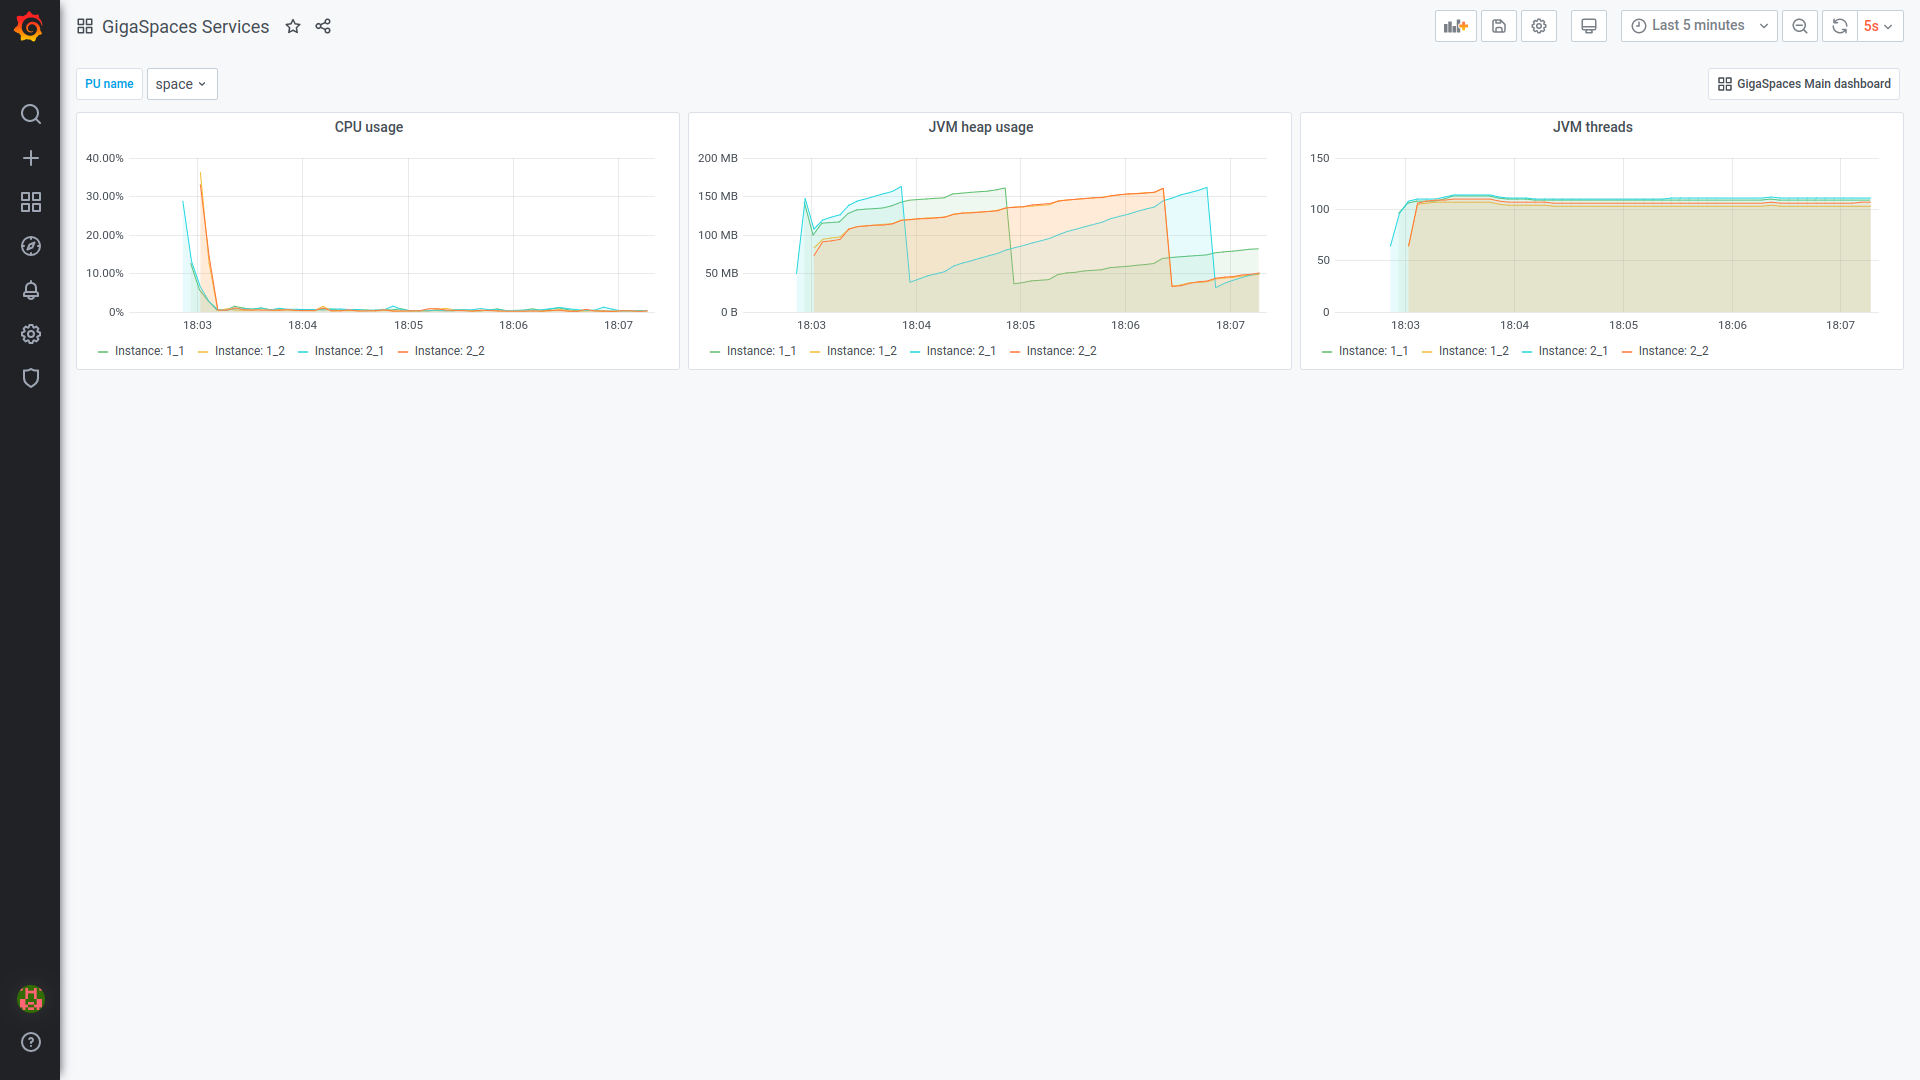 GigaSpaces Services
Last 5 minutes
5s
PU name
space
GigaSpaces Main dashboard
CPU usage
40.00%
30.00%
20.00%
10.00%
0%
18:03 18:04 18:05 18:06 18:07
Instance: 1_1 Instance: 1_2 Instance: 2_1 Instance: 2_2
JVM heap usage
200 MB
150 MB
100 MB
50 MB
0 B
18:03 18:04 18:05 18:06 18:07
Instance: 1_1 Instance: 1_2 Instance: 2_1 Instance: 2_2
JVM threads
150
100
50
0
18:03 18:04 18:05 18:06 18:07
Instance: 1_1 Instance: 1_2 Instance: 2_1 Instance: 2_2